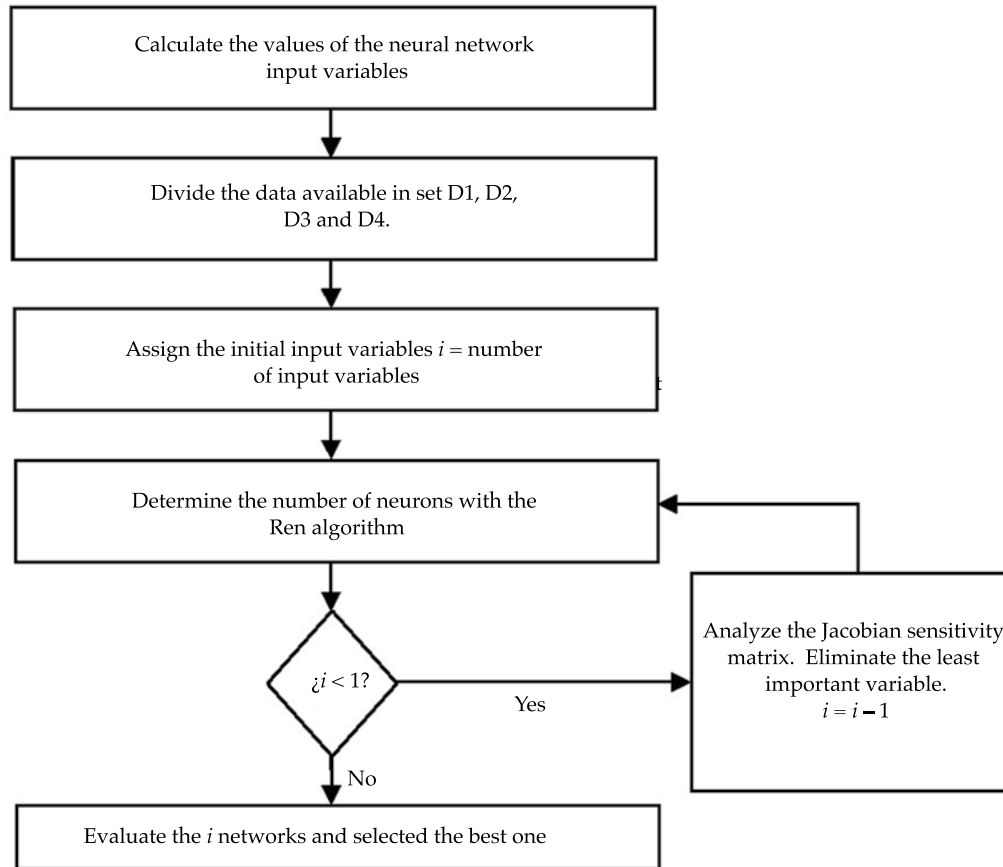 Calculate the values of the neural network
input variables
Divide the data available in set D1, D2,
D3 and D4.
Assign the initial input variables i = number
of input variables
t
Determine the number of neurons with the
Ren algorithm
¿i < 1?
Yes
Analyze the Jacobian sensitivity
matrix. Eliminate the least
important variable.
i = i – 1
No
Evaluate the i networks and selected the best one